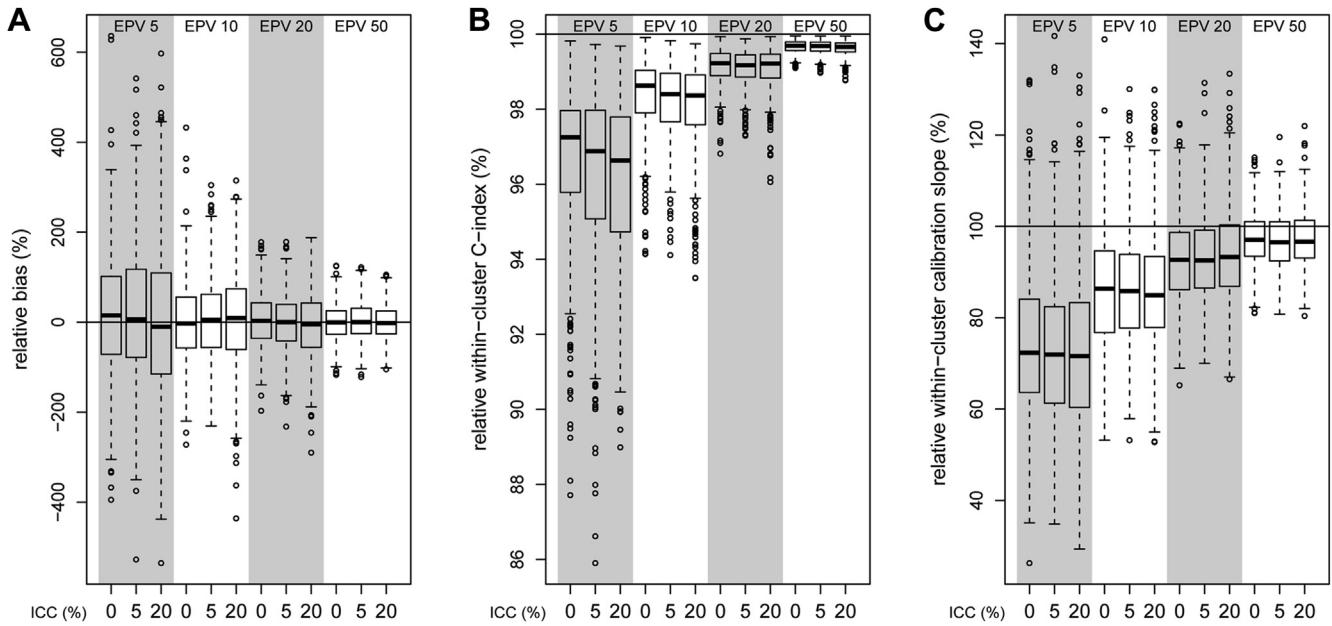 A
EPV 5 EPV 10 EPV 20 EPV 50
relative bias (%)
600
400
200
0
−200
−400
ICC (%) 0 5 20 0 5 20 0 5 20 0 5 20
B
EPV 5 EPV 10 EPV 20 EPV 50
relative within−cluster C−index (%)
100
98
96
94
92
90
88
86
ICC (%) 0 5 20 0 5 20 0 5 20 0 5 20
C
EPV 5 EPV 10 EPV 20 EPV 50
relative within−cluster calibration slope (%)
140
120
100
80
60
40
ICC (%) 0 5 20 0 5 20 0 5 20 0 5 20